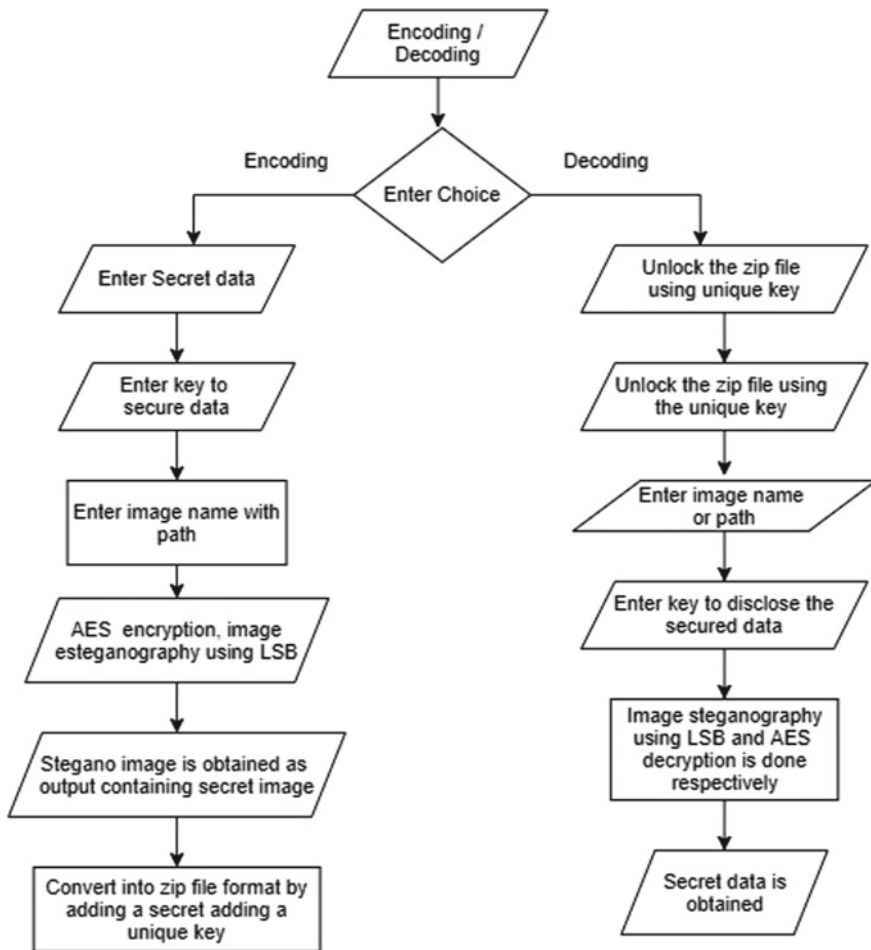 Encoding /
Decoding
Encoding
Decoding
Enter Choice
Enter Secret data
Enter key to
secure data
Enter image name with
path
AES encryption, image
esteganography using LSB
Stegano image is obtained as
output containing secret image
Convert into zip file format by
adding a secret adding a
unique key
Unlock the zip file
using unique key
Unlock the zip file using
the unique key
Enter image name
or path
Enter key to disclose the
secured data
Image steganography
using LSB and AES
decryption is done
respectively
Secret data is
obtained